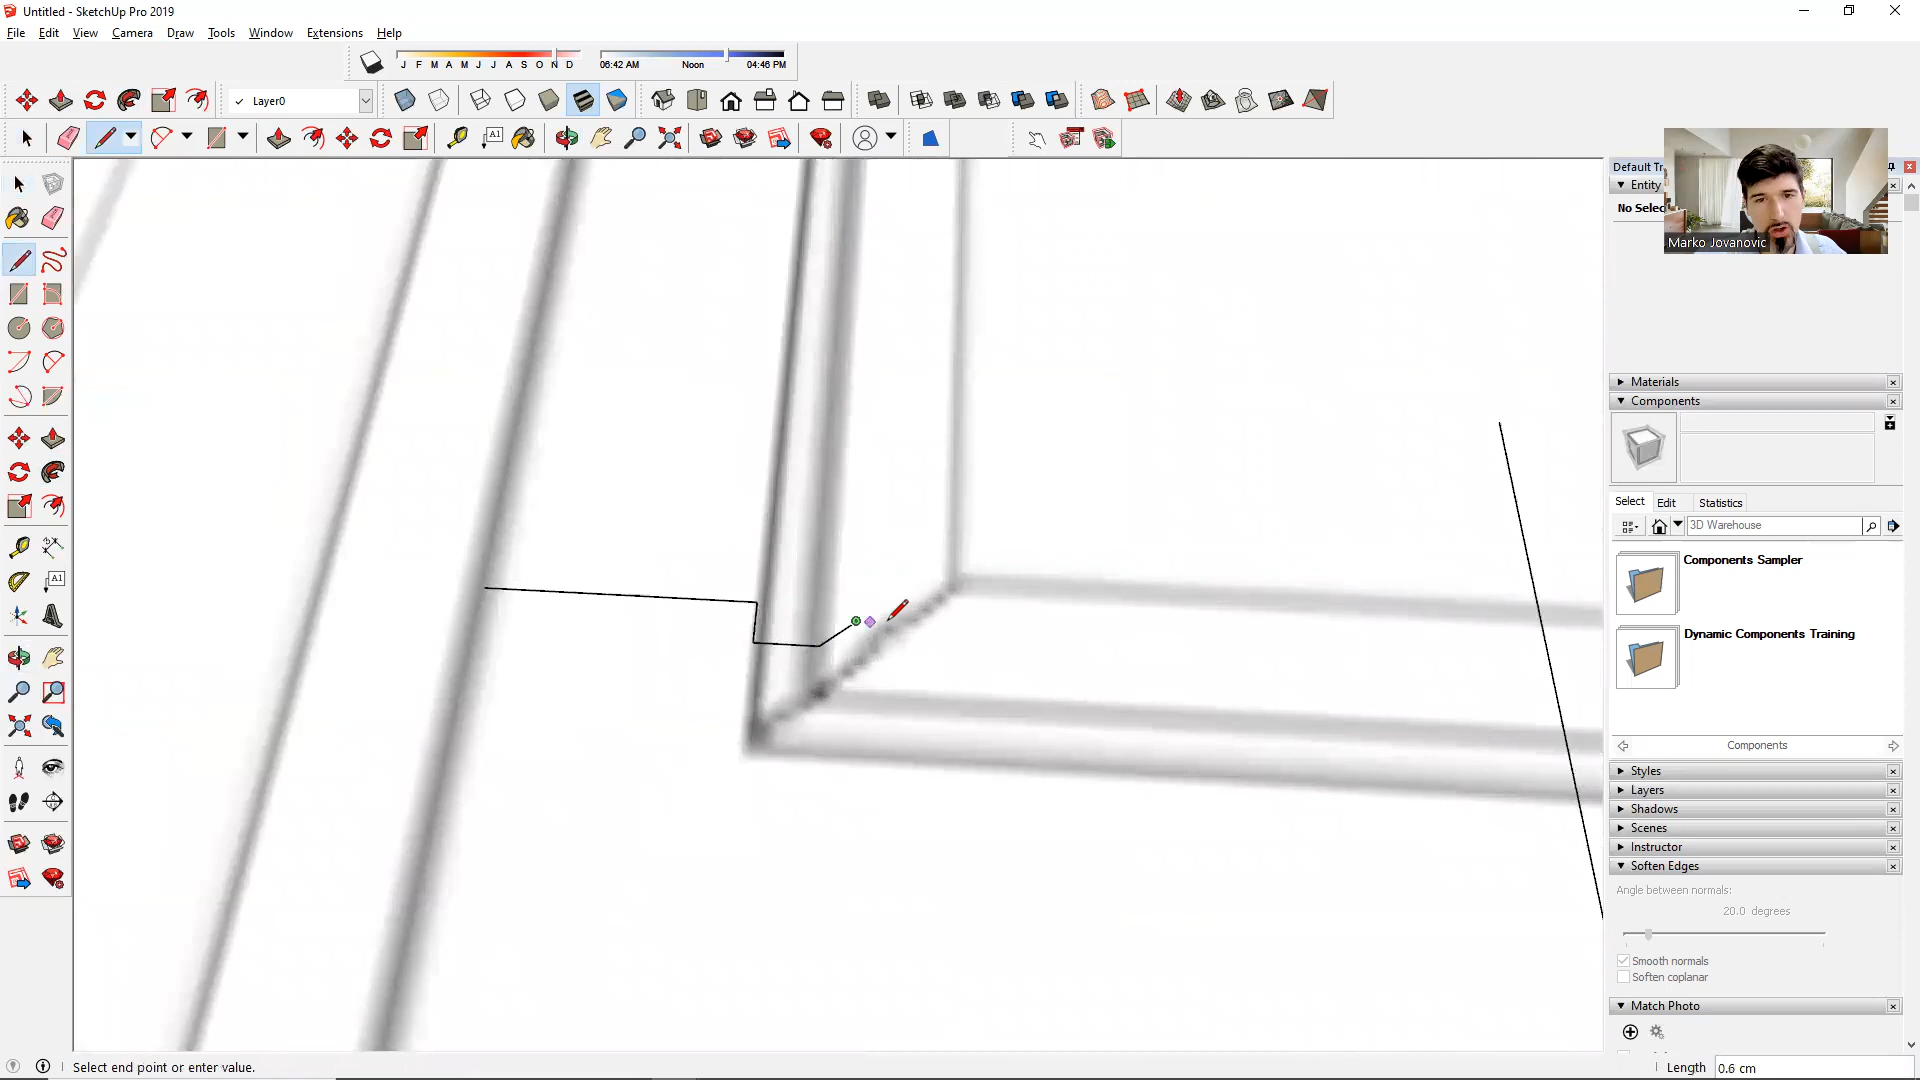 Untitled - SketchUp Pro 2019
File Edit View Camera Draw Tools Window Extensions Help
J F M A M J J A S O N D
06:42 AM Noon 04:46 PM
Layer0
A1
Default Tr
Entity
No Selec
Marko Jovanovic
Materials
Components
Select Edit Statistics
3D Warehouse
Components Sampler
Dynamic Components Training
A1
Components
Styles
Layers
Shadows
Scenes
Instructor
Soften Edges
Angle between normals:
20.0 degrees
Smooth normals
Soften coplanar
Match Photo
Select end point or enter value.
Length 0.6 cm